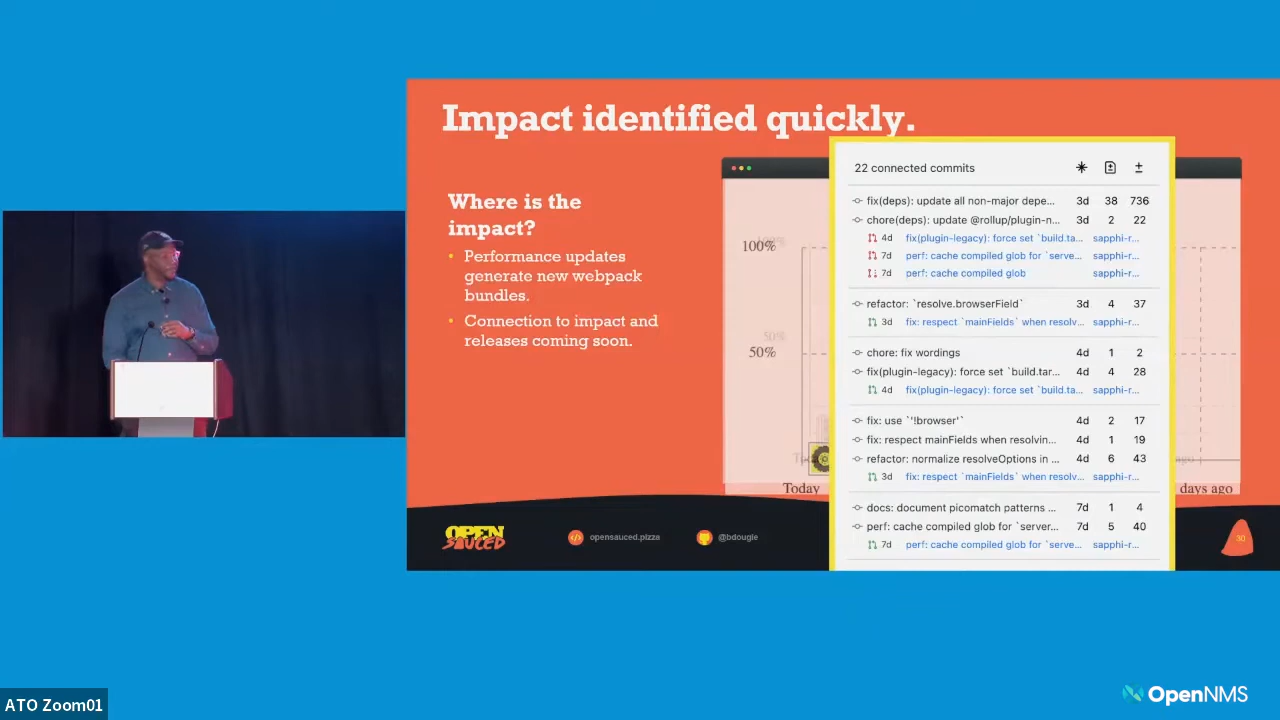 Impact identified quickly.
Where is the
impact?
• Performance updates
generate new webpack
bundles.
• Connection to impact and
releases coming soon.
100%
100%
50%
50%
Today
days ago
ago
22 connected commits
fix(deps): update all non-major depe... 3d 38 736
chore(deps): update @rollup/plugin-n... 3d 2 22
4d fix(plugin-legacy): force set `build.ta... sapphi-r...
7d perf: cache compiled glob for `serve... sapphi-r...
7d perf: cache compiled glob sapphi-r...
refactor: `resolve.browserField` 3d 4 37
3d fix: respect `mainFields` when resolv... sapphi-r...
chore: fix wordings 4d 1 2
fix(plugin-legacy): force set `build.tar... 4d 4 28
4d fix(plugin-legacy): force set `build.ta... sapphi-r...
fix: use `'!browser'` 4d 2 17
fix: respect mainFields when resolvin... 4d 1 19
refactor: normalize resolveOptions in ... 4d 6 43
3d fix: respect `mainFields` when resolv... sapphi-r...
docs: document picomatch patterns ... 7d 1 4
perf: cache compiled glob for `server... 7d 5 40
7d perf: cache compiled glob for `serve... sapphi-r...
OPEN
SAUCED
opensauced.pizza
@bdougie
30
ATO Zoom01
OpenNMS